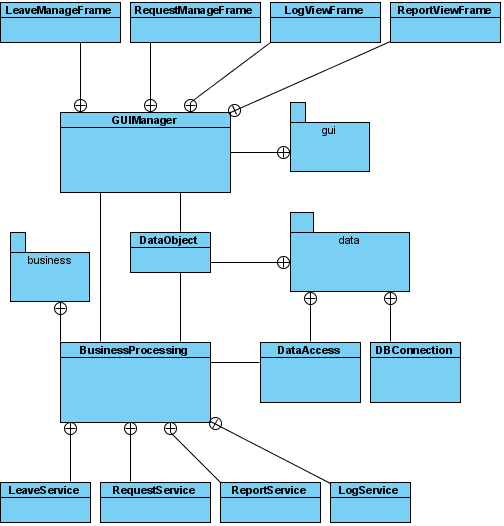 LeaveManageFrame
RequestManageFrame
LogViewFrame
ReportViewFrame
GUIManager
gui
DataObject
data
business
BusinessProcessing
DataAccess
DBConnection
LeaveService
RequestService
ReportService
LogService